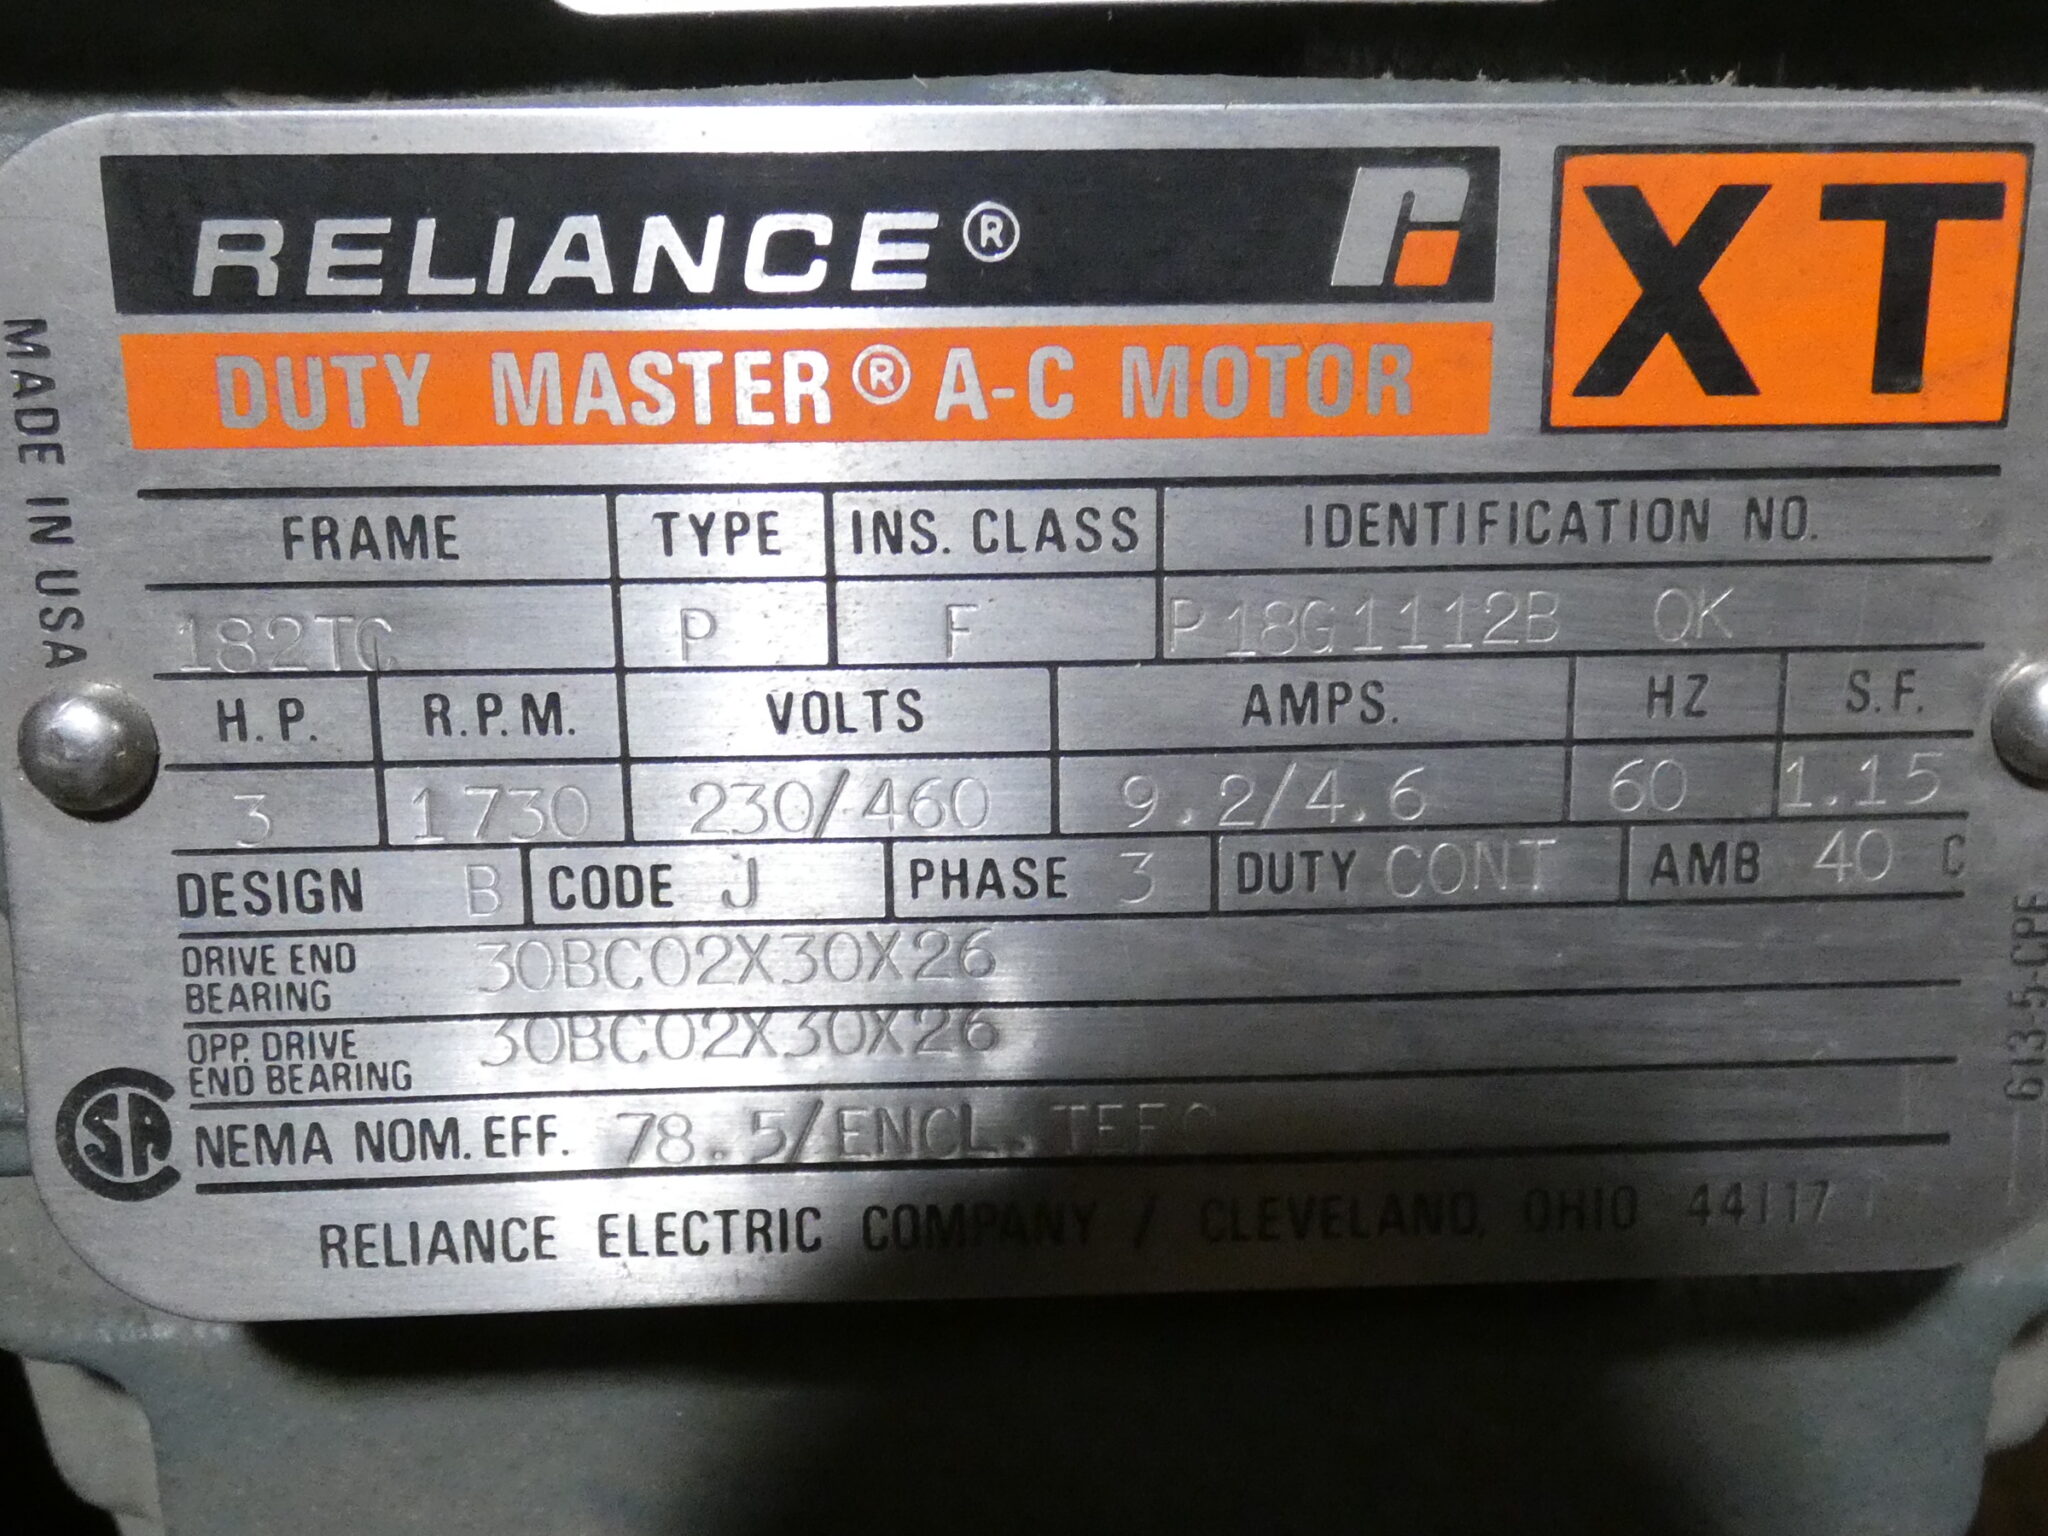 RELIANCE®
XT
DUTY MASTER® A-C MOTOR
MADE IN USA
FRAME TYPE INS. CLASS IDENTIFICATION NO.
182TC P F P18G1112B QK
H.P. R.P.M. VOLTS AMPS. HZ S.F.
3 1730 230/460 9.2/4.6 60 1.15
DESIGN B CODE J PHASE 3 DUTY CONT AMB 40 C
DRIVE END
BEARING 30BC02X30X26
OPP. DRIVE
END BEARING 30BC02X30X26
SA
NEMA NOM. EFF. 78.5/ENCL. TEFC
RELIANCE ELECTRIC COMPANY / CLEVELAND, OHIO 44117
613-5-CPE